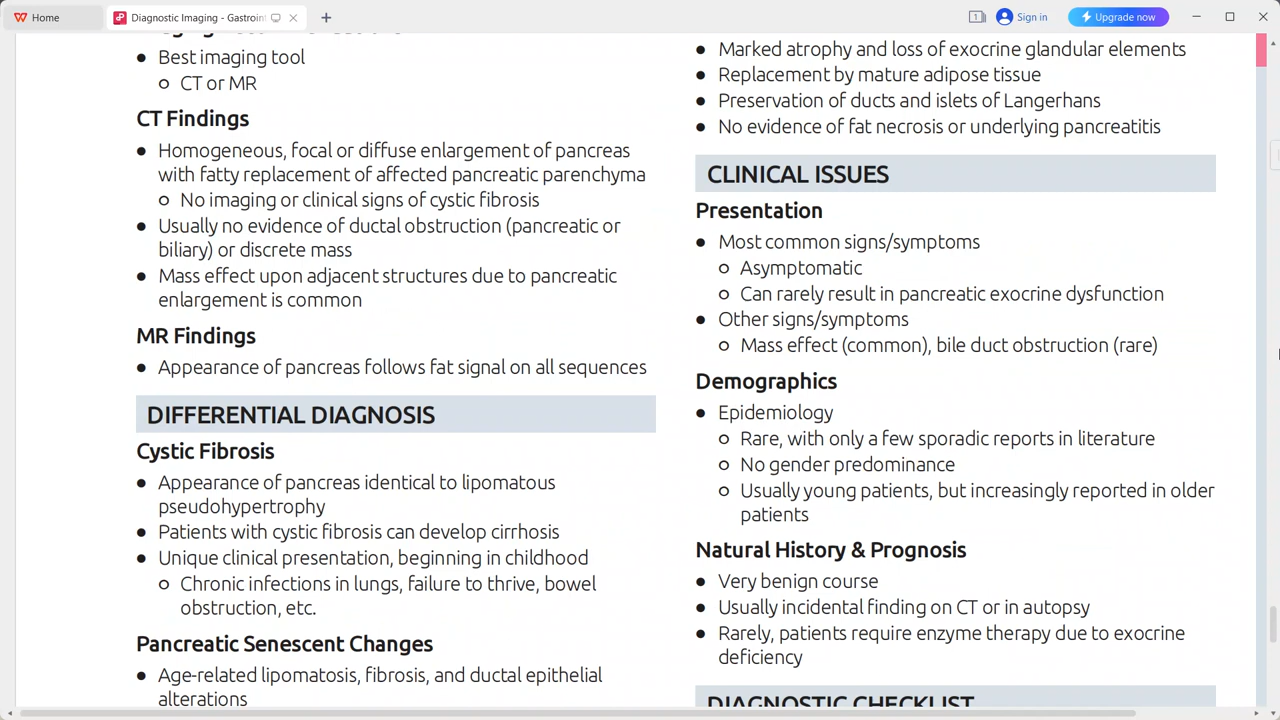 Home
Diagnostic Imaging - Gastroint
Sign in
Upgrade now
● Best imaging tool
○ CT or MR
CT Findings
● Homogeneous, focal or diffuse enlargement of pancreas
with fatty replacement of affected pancreatic parenchyma
○ No imaging or clinical signs of cystic fibrosis
● Usually no evidence of ductal obstruction (pancreatic or
biliary) or discrete mass
● Mass effect upon adjacent structures due to pancreatic
enlargement is common
MR Findings
● Appearance of pancreas follows fat signal on all sequences
DIFFERENTIAL DIAGNOSIS
Cystic Fibrosis
● Appearance of pancreas identical to lipomatous
pseudohypertrophy
● Patients with cystic fibrosis can develop cirrhosis
● Unique clinical presentation, beginning in childhood
○ Chronic infections in lungs, failure to thrive, bowel
obstruction, etc.
Pancreatic Senescent Changes
● Age-related lipomatosis, fibrosis, and ductal epithelial
alterations
● Marked atrophy and loss of exocrine glandular elements
● Replacement by mature adipose tissue
● Preservation of ducts and islets of Langerhans
● No evidence of fat necrosis or underlying pancreatitis
CLINICAL ISSUES
Presentation
● Most common signs/symptoms
○ Asymptomatic
○ Can rarely result in pancreatic exocrine dysfunction
● Other signs/symptoms
○ Mass effect (common), bile duct obstruction (rare)
Demographics
● Epidemiology
○ Rare, with only a few sporadic reports in literature
○ No gender predominance
○ Usually young patients, but increasingly reported in older
patients
Natural History & Prognosis
● Very benign course
● Usually incidental finding on CT or in autopsy
● Rarely, patients require enzyme therapy due to exocrine
deficiency
DIAGNOSTIC CHECKLIST